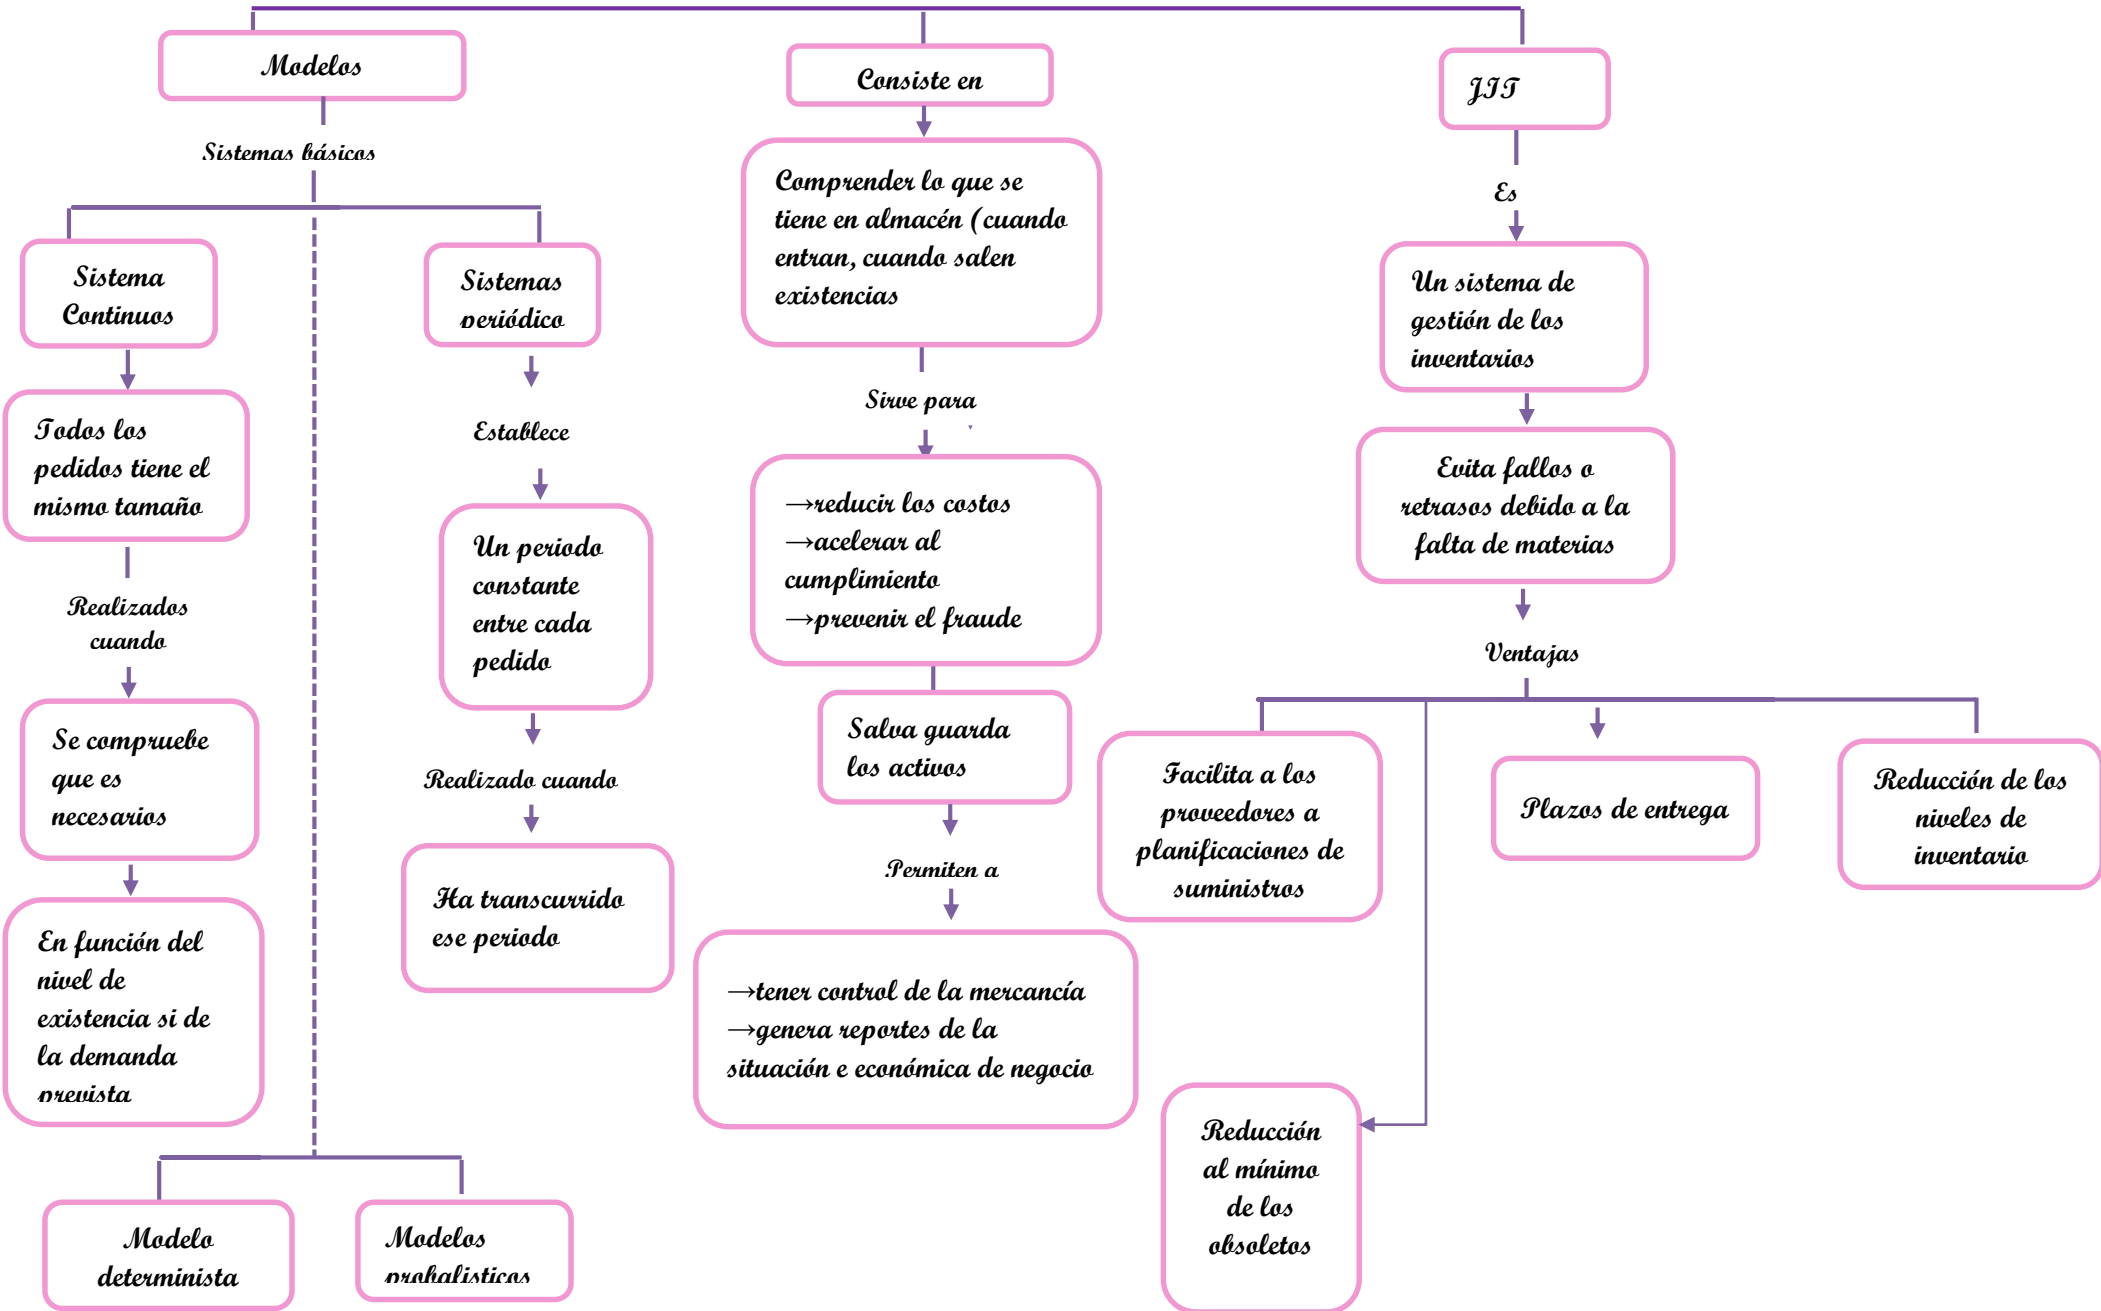 Modelos
Sistemas básicos
Sistema
Continuos
Todos los
pedidos tiene el
mismo tamaño
Realizados
cuando
Se compruebe
que es
necesarios
En función del
nivel de
existencia si de
la demanda
prevista
Sistemas
periódico
Establece
Un periodo
constante
entre cada
pedido
Realizado cuando
Ha transcurrido
ese periodo
Modelo
determinista
Modelos
probalisticos
Consiste en
Comprender lo que se
tiene en almacén (cuando
entran, cuando salen
existencias
Sirve para
→reducir los costos
→acelerar al
cumplimiento
→prevenir el fraude
Salva guarda
los activos
Permiten a
→tener control de la mercancía
→genera reportes de la
situación e económica de negocio
JIT
Es
Un sistema de
gestión de los
inventarios
Evita fallos o
retrasos debido a la
falta de materias
Ventajas
Facilita a los
proveedores a
planificaciones de
suministros
Plazos de entrega
Reducción de los
niveles de
inventario
Reducción
al mínimo
de los
obsoletos